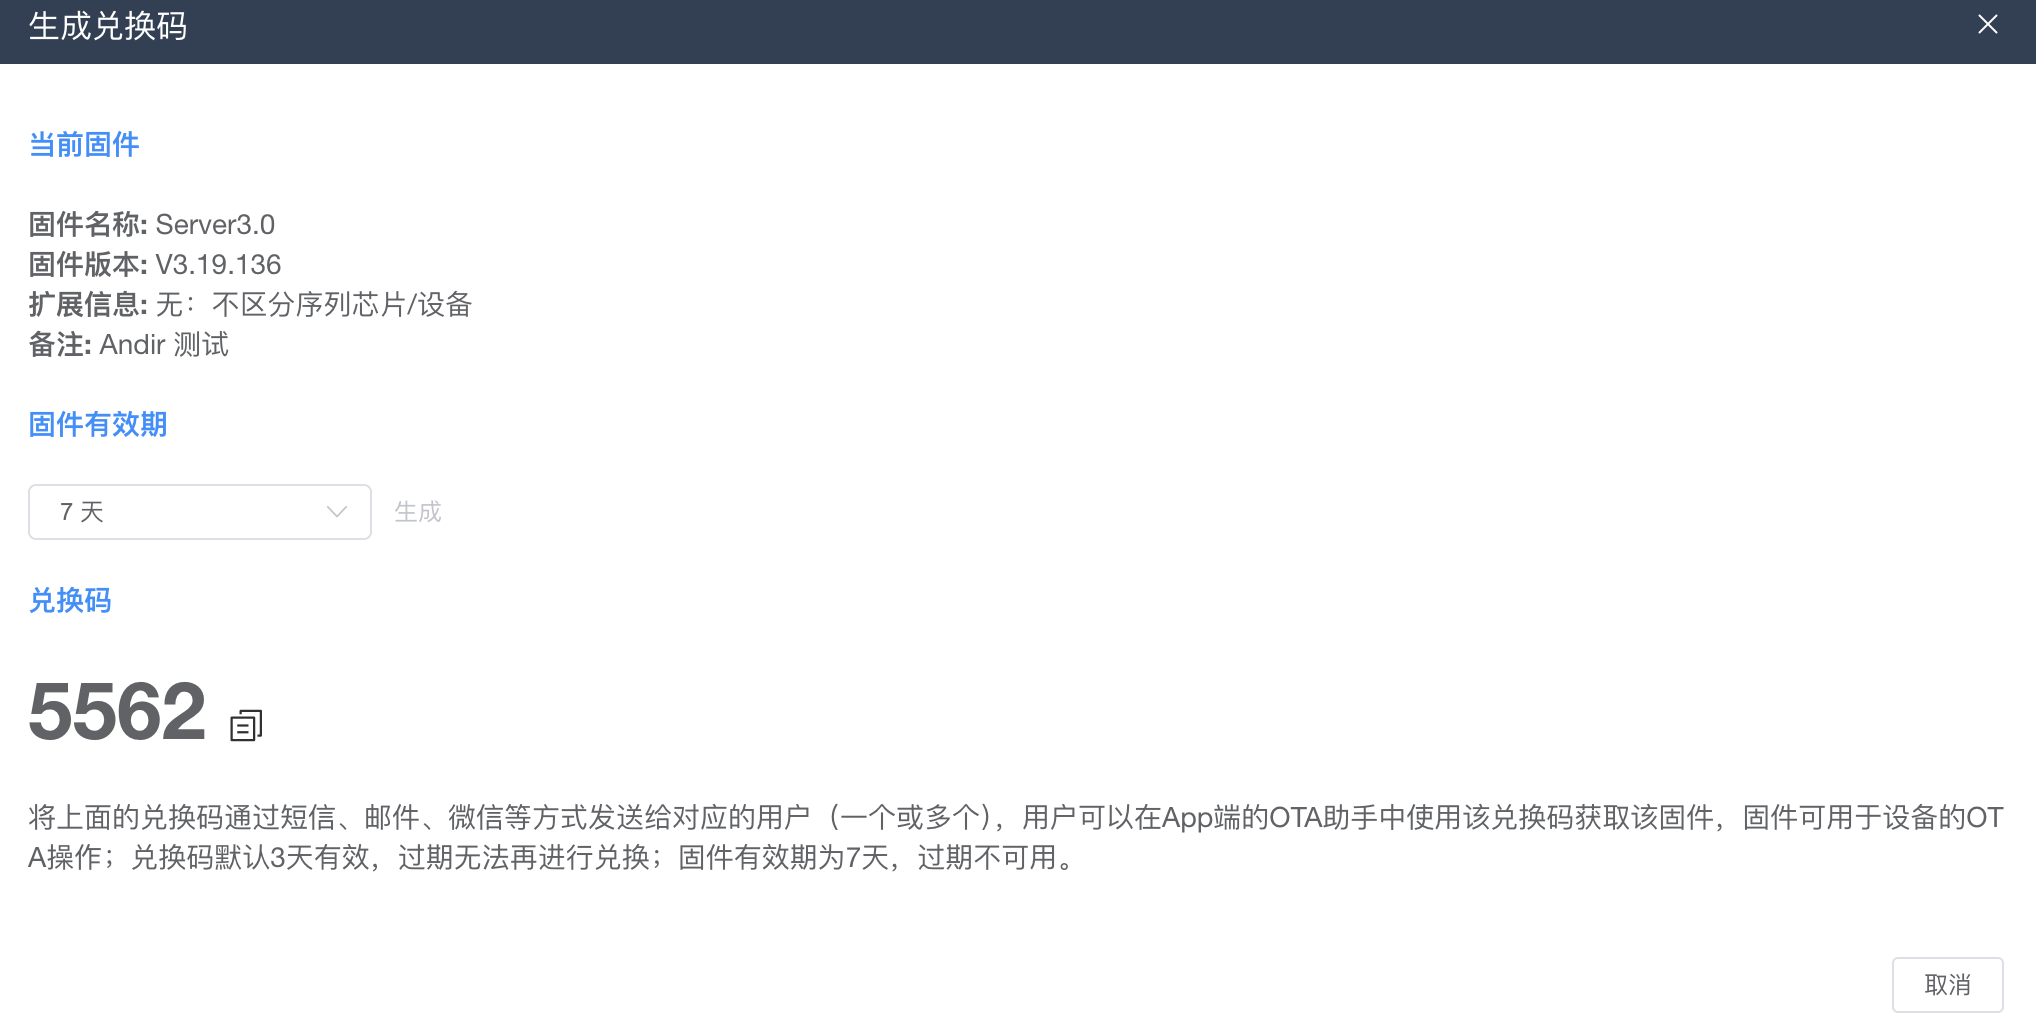 生成兑换码
当前固件
固件名称: Server3.0
固件版本: V3.19.136
扩展信息: 无：不区分序列芯片/设备
备注: Andir 测试
固件有效期
7 天
生成
兑换码
5562
将上面的兑换码通过短信、邮件、微信等方式发送给对应的用户（一个或多个），用户可以在App端的OTA助手中使用该兑换码获取该固件，固件可用于设备的OT
A操作；兑换码默认3天有效，过期无法再进行兑换；固件有效期为7天，过期不可用。
取消